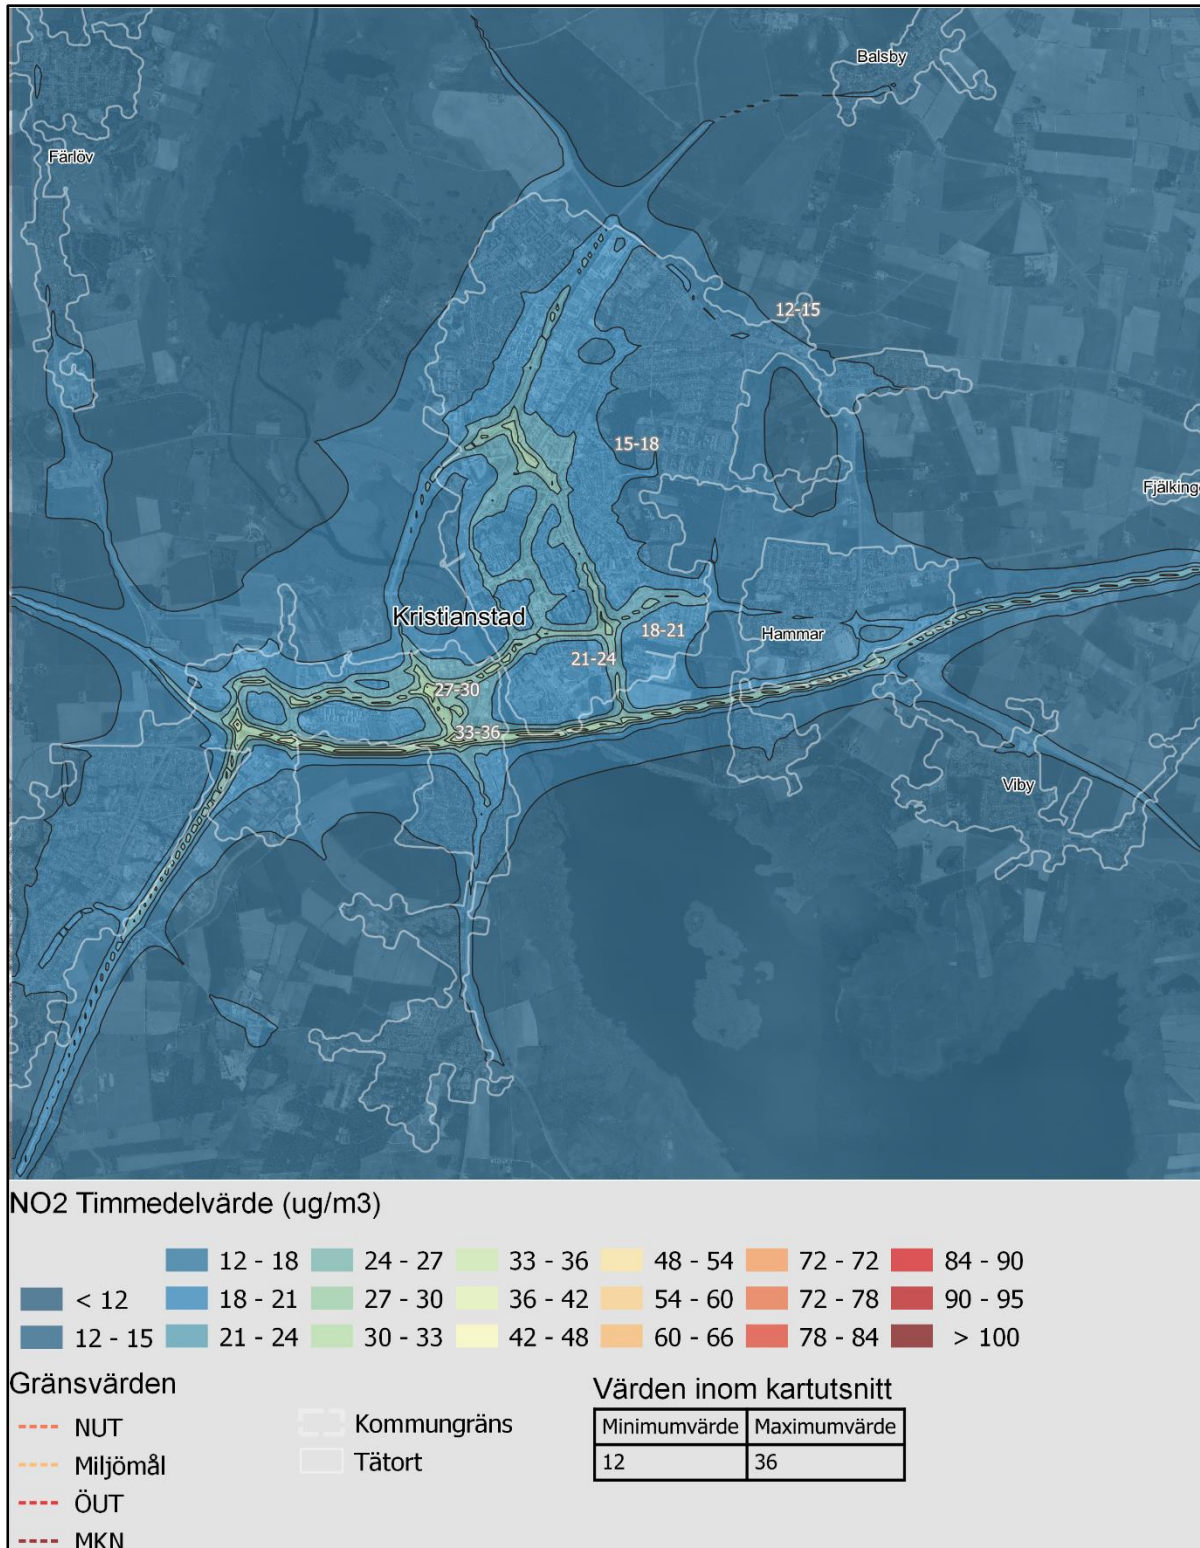 Balsby
Färlöv
12-15
15-18
Fjälkinge
Kristianstad
18-21
Hammar
21-24
27-30
33-36
Viby
NO2 Timmedelvärde (ug/m3)
12 - 18 24 - 27 33 - 36 48 - 54 72 - 72 84 - 90
< 12 18 - 21 27 - 30 36 - 42 54 - 60 72 - 78 90 - 95
12 - 15 21 - 24 30 - 33 42 - 48 60 - 66 78 - 84 > 100
Gränsvärden
NUT
Miljömål
ÖUT
MKN
Kommungräns
Tätort
Värden inom kartutsnitt
Minimumvärde Maximumvärde
12 36